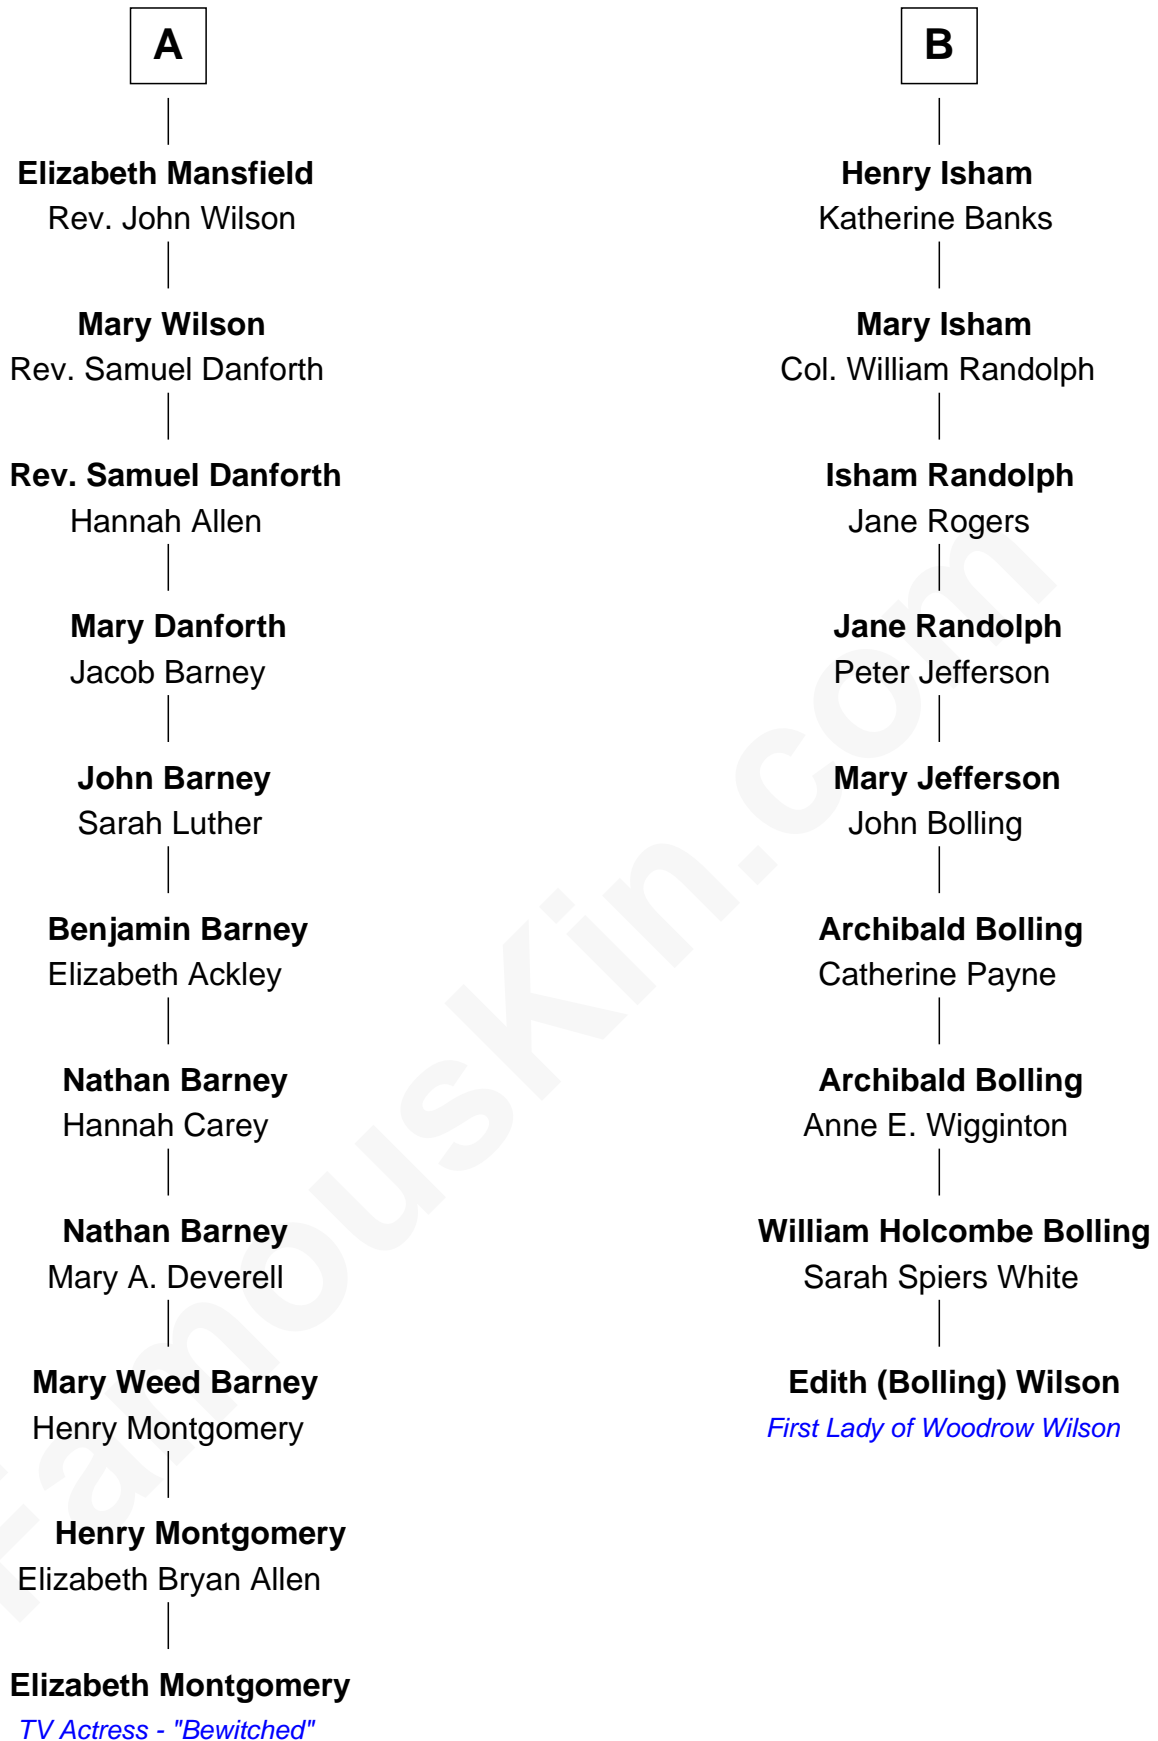 A
Elizabeth Mansfield
Rev. John Wilson
Mary Wilson
Rev. Samuel Danforth
Rev. Samuel Danforth
Hannah Allen
Mary Danforth
Jacob Barney
John Barney
Sarah Luther
Benjamin Barney
Elizabeth Ackley
Nathan Barney
Hannah Carey
Nathan Barney
Mary A. Deverell
Mary Weed Barney
Henry Montgomery
Henry Montgomery
Elizabeth Bryan Allen
Elizabeth Montgomery
TV Actress - "Bewitched"
B
Henry Isham
Katherine Banks
Mary Isham
Col. William Randolph
Isham Randolph
Jane Rogers
Jane Randolph
Peter Jefferson
Mary Jefferson
John Bolling
Archibald Bolling
Catherine Payne
Archibald Bolling
Anne E. Wigginton
William Holcombe Bolling
Sarah Spiers White
Edith (Bolling) Wilson
First Lady of Woodrow Wilson
FamousKin.com